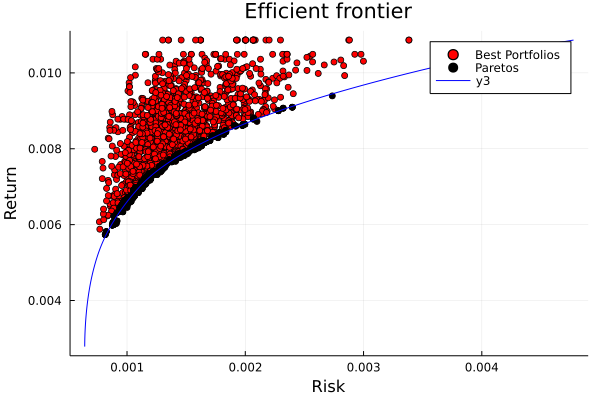 Efficient frontier
Best Portfolios
Paretos
y3
Return
0.010
0.008
0.006
0.004
0.001
0.002
0.003
0.004
Risk